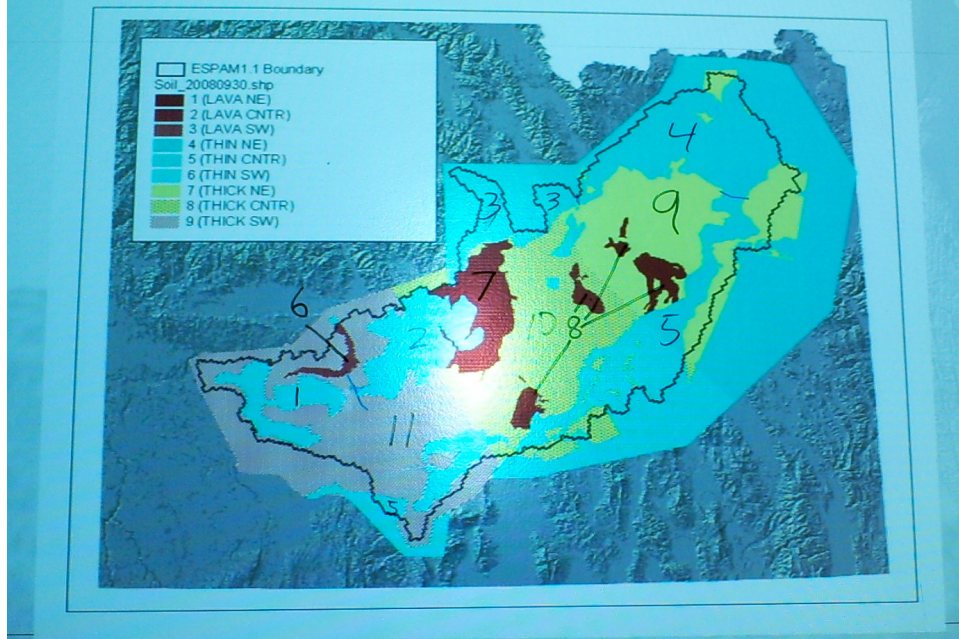 ESPAM1.1 Boundary
Soil_20080930.shp
1 (LAVA NE)
2 (LAVA CNTR)
3 (LAVA SW)
4 (THIN NE)
5 (THIN CNTR)
6 (THIN SW)
7 (THICK NE)
8 (THICK CNTR)
9 (THICK SW)
4
3 3
9
7
6
10 8 5
2
1
11